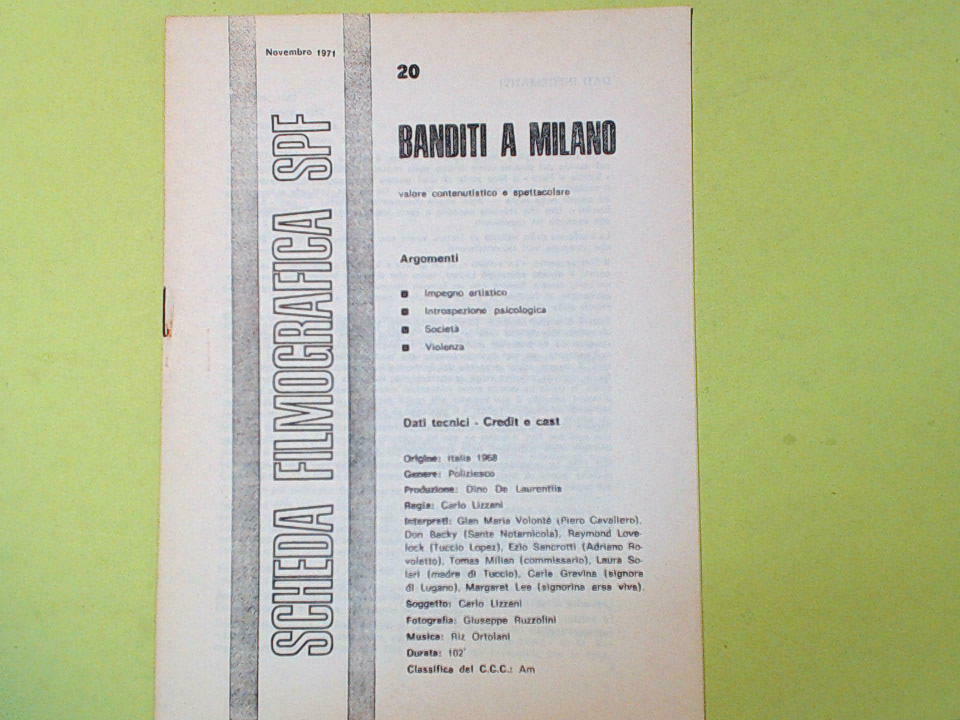 Novembro 1971
SCHEDA FILMOGRAFICA SPF
20
BANDITI A MILANO
valore contenutistico e spettacolare
Argomenti
Impegno artistico
Introspezione psicologica
Società
Violenza
Dati tecnici - Credit e cast
Origine: Italia 1968
Genere: Poliziesco
Produzione: Dino De Laurentiis
Regia: Carlo Lizzani
Interpreti: Gian Maria Volonté (Piero Cavallero),
Don Backy (Sante Notarnicola), Raymond Love-
lock (Tuccio Lopez), Ezio Sancrotti (Adriano Ro-
voletto), Tomas Milian (commissario), Laura So-
lari (madre di Tuccio), Carla Gravina (signora
di Lugano), Margaret Lee (signorina arsa viva).
Soggetto: Carlo Lizzani
Fotografia: Giuseppe Ruzzolini
Musica: Riz Ortolani
Durata: 102'
Classifica del C.C.C.: Am